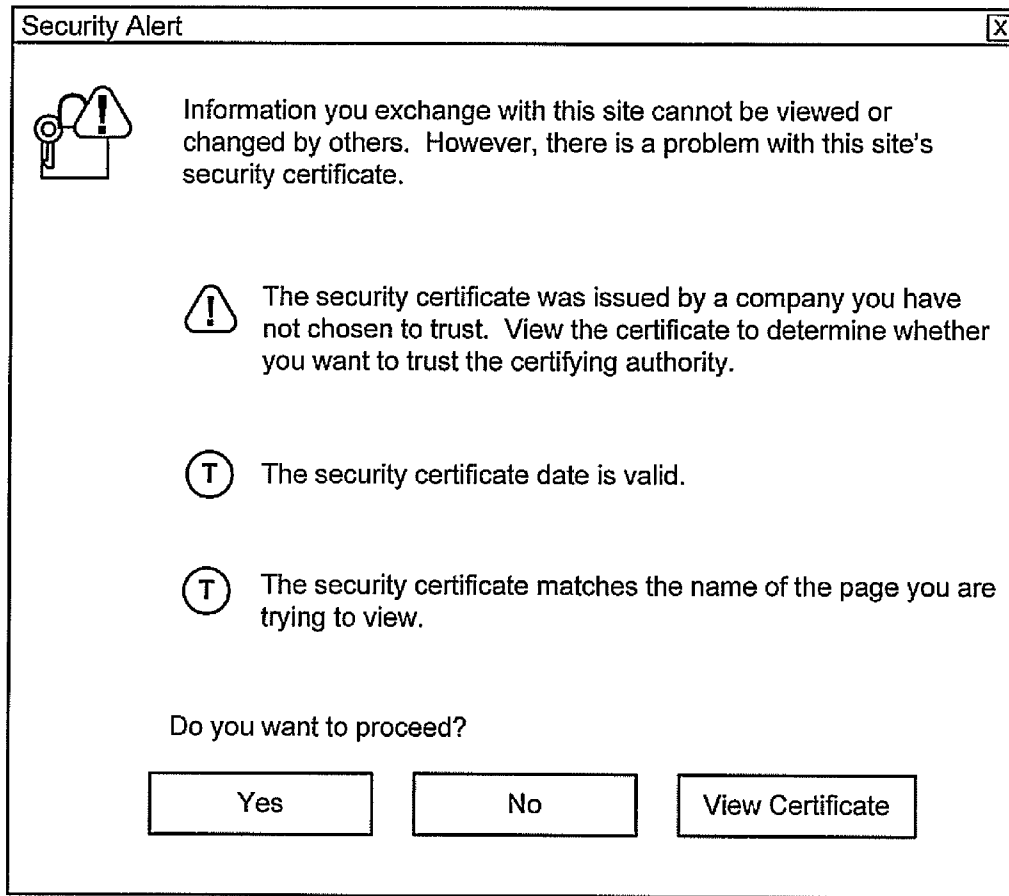 Security Alert X
! Information you exchange with this site cannot be viewed or
changed by others. However, there is a problem with this site's
security certificate.
! The security certificate was issued by a company you have
not chosen to trust. View the certificate to determine whether
you want to trust the certifying authority.
T The security certificate date is valid.
T The security certificate matches the name of the page you are
trying to view.
Do you want to proceed?
Yes No View Certificate